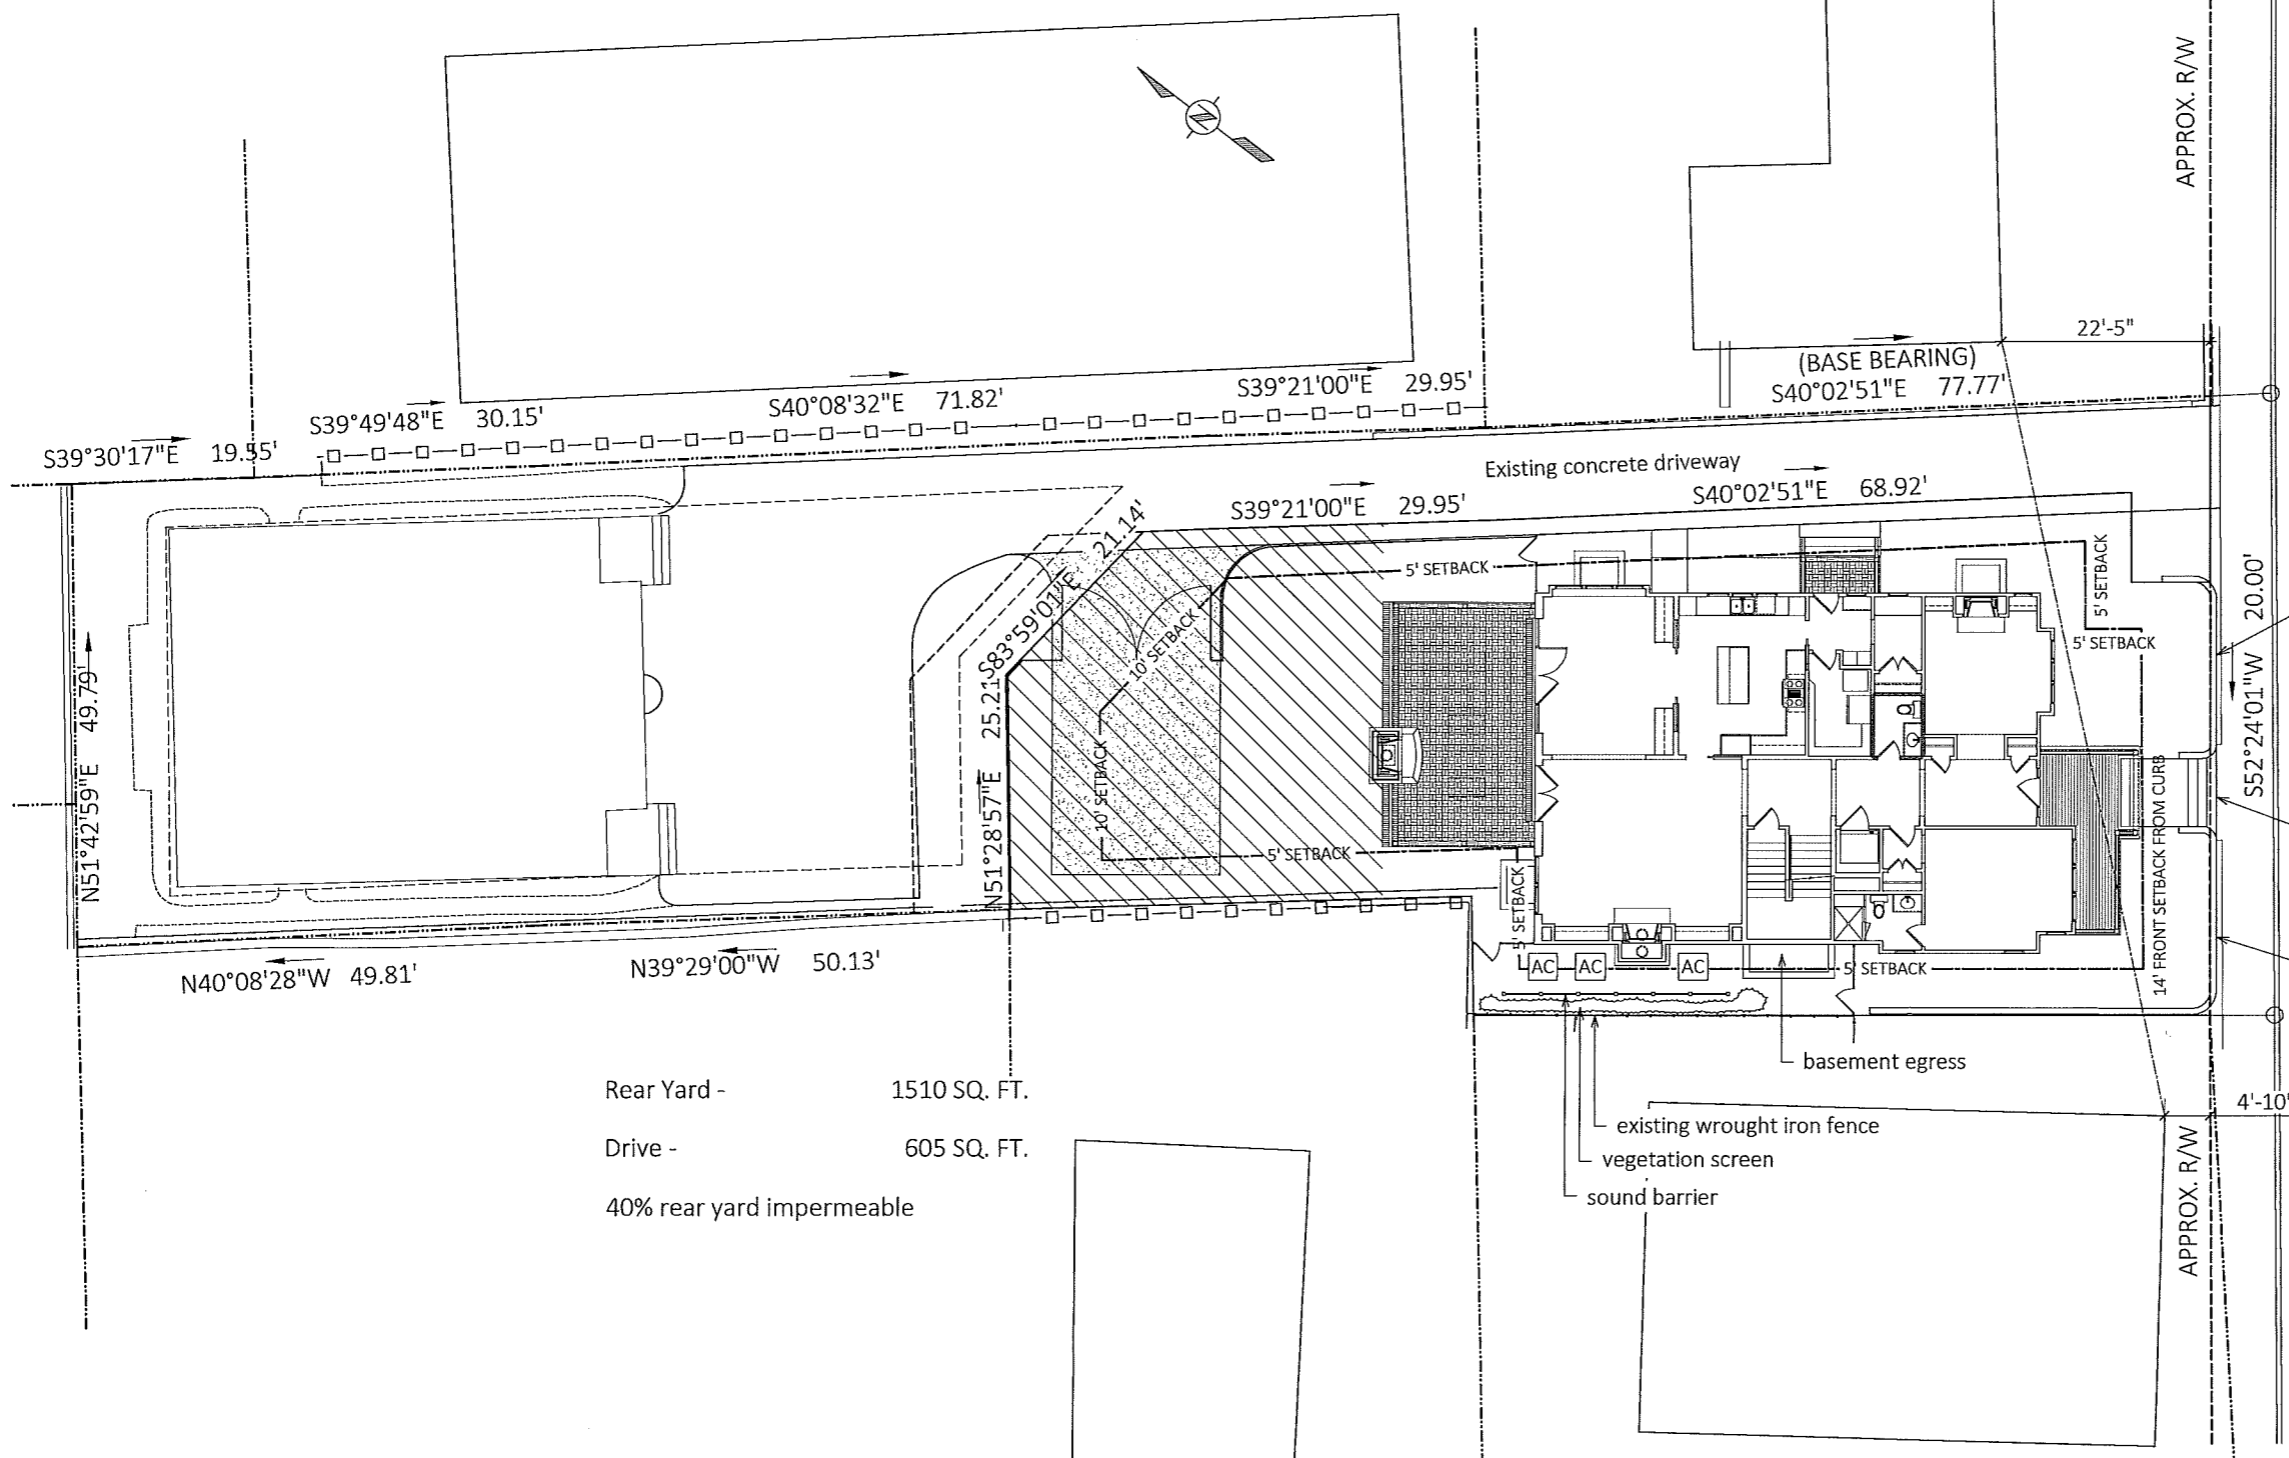 APPROX. R/W
22'-5"
(BASE BEARING)
S40°02'51"E 77.77'
S39°21'00"E 29.95'
S40°08'32"E 71.82'
S39°49'48"E 30.15'
S39°30'17"E 19.55'
Existing concrete driveway
S40°02'51"E 68.92'
S39°21'00"E 29.95'
S83°59'01"E 21.14'
5' SETBACK
5' SETBACK
5' SETBACK
10' SETBACK
10' SETBACK
5' SETBACK
5' SETBACK
5' SETBACK
14' FRONT SETBACK FROM CURB
S52°24'01"W 20.00'
N51°42'59"E 49.79'
N51°28'57"E 25.21'
AC
AC
AC
N40°08'28"W 49.81'
N39°29'00"W 50.13'
basement egress
existing wrought iron fence
vegetation screen
sound barrier
4'-10"
APPROX. R/W
Rear Yard - 1510 SQ. FT.
Drive - 605 SQ. FT.
40% rear yard impermeable